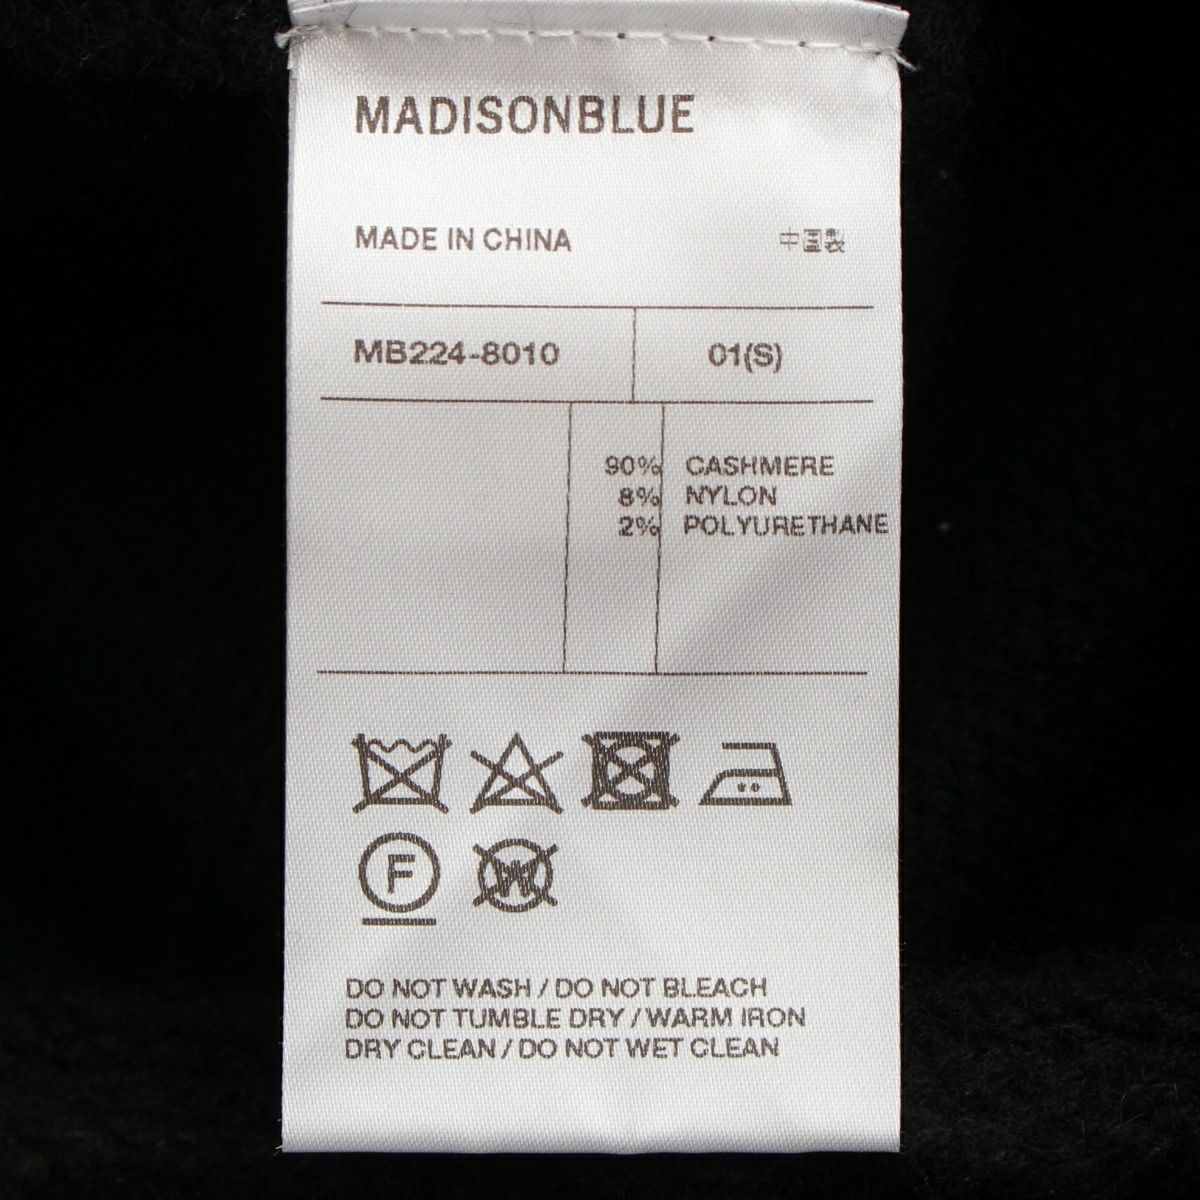 MADISONBLUE
MADE IN CHINA 中国製
MB224-8010 01(S)
90% CASHMERE
8% NYLON
2% POLYURETHANE
F W
DO NOT WASH / DO NOT BLEACH
DO NOT TUMBLE DRY / WARM IRON
DRY CLEAN / DO NOT WET CLEAN